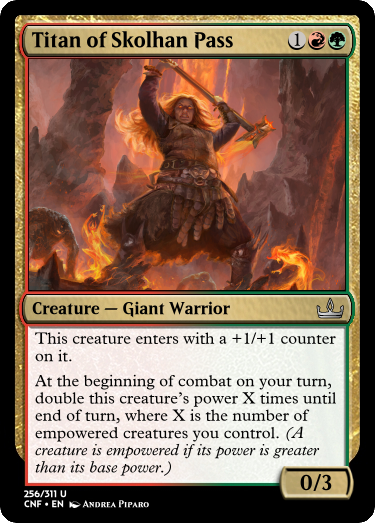 Titan of Skolhan Pass 1
Creature — Giant Warrior
This creature enters with a +1/+1 counter
on it.
At the beginning of combat on your turn,
double this creature's power X times until
end of turn, where X is the number of
empowered creatures you control. (A
creature is empowered if its power is greater
than its base power.)
0/3
256/311 U
CNF • EN Andrea Piparo